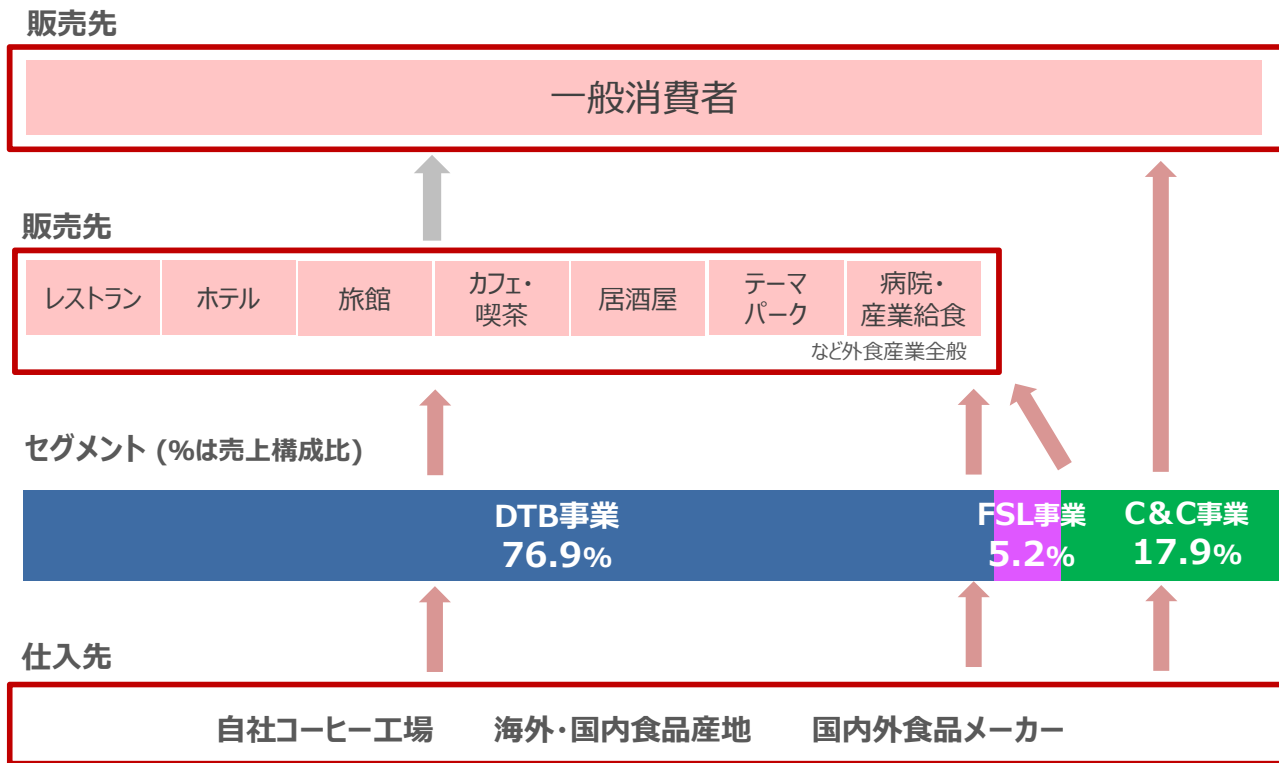 販売先
一般消費者
販売先
レストラン
ホテル
旅館
カフェ・
喫茶
居酒屋
テーマ
パーク
病院・
産業給食
など外食産業全般
セグメント (%は売上構成比)
DTB事業
76.9%
FSL事業
5.2%
C&C事業
17.9%
仕入先
自社コーヒー工場
海外・国内食品産地
国内外食品メーカー